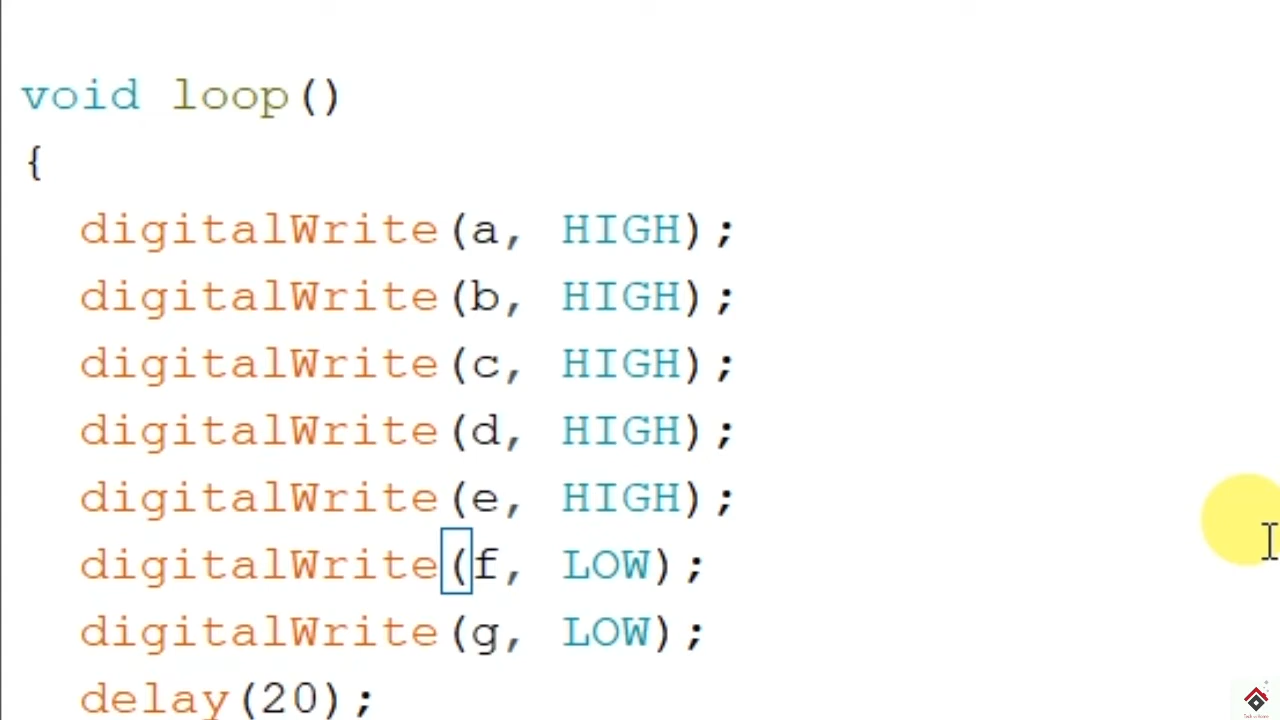 void loop()
{
digitalWrite(a, HIGH);
digitalWrite(b, HIGH);
digitalWrite(c, HIGH);
digitalWrite(d, HIGH);
digitalWrite(e, HIGH);
digitalWrite(f, LOW);
digitalWrite(g, LOW);
delay(20);